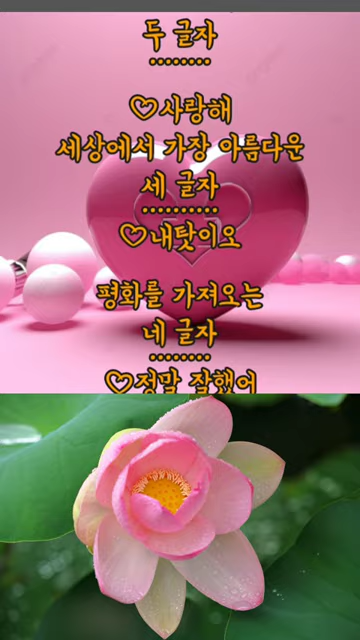 두 글자
♡사랑해
세상에서 가장 아름다운
세 글자
♡내탓이오
평화를 가져오는
네 글자
♡정말 잘했어